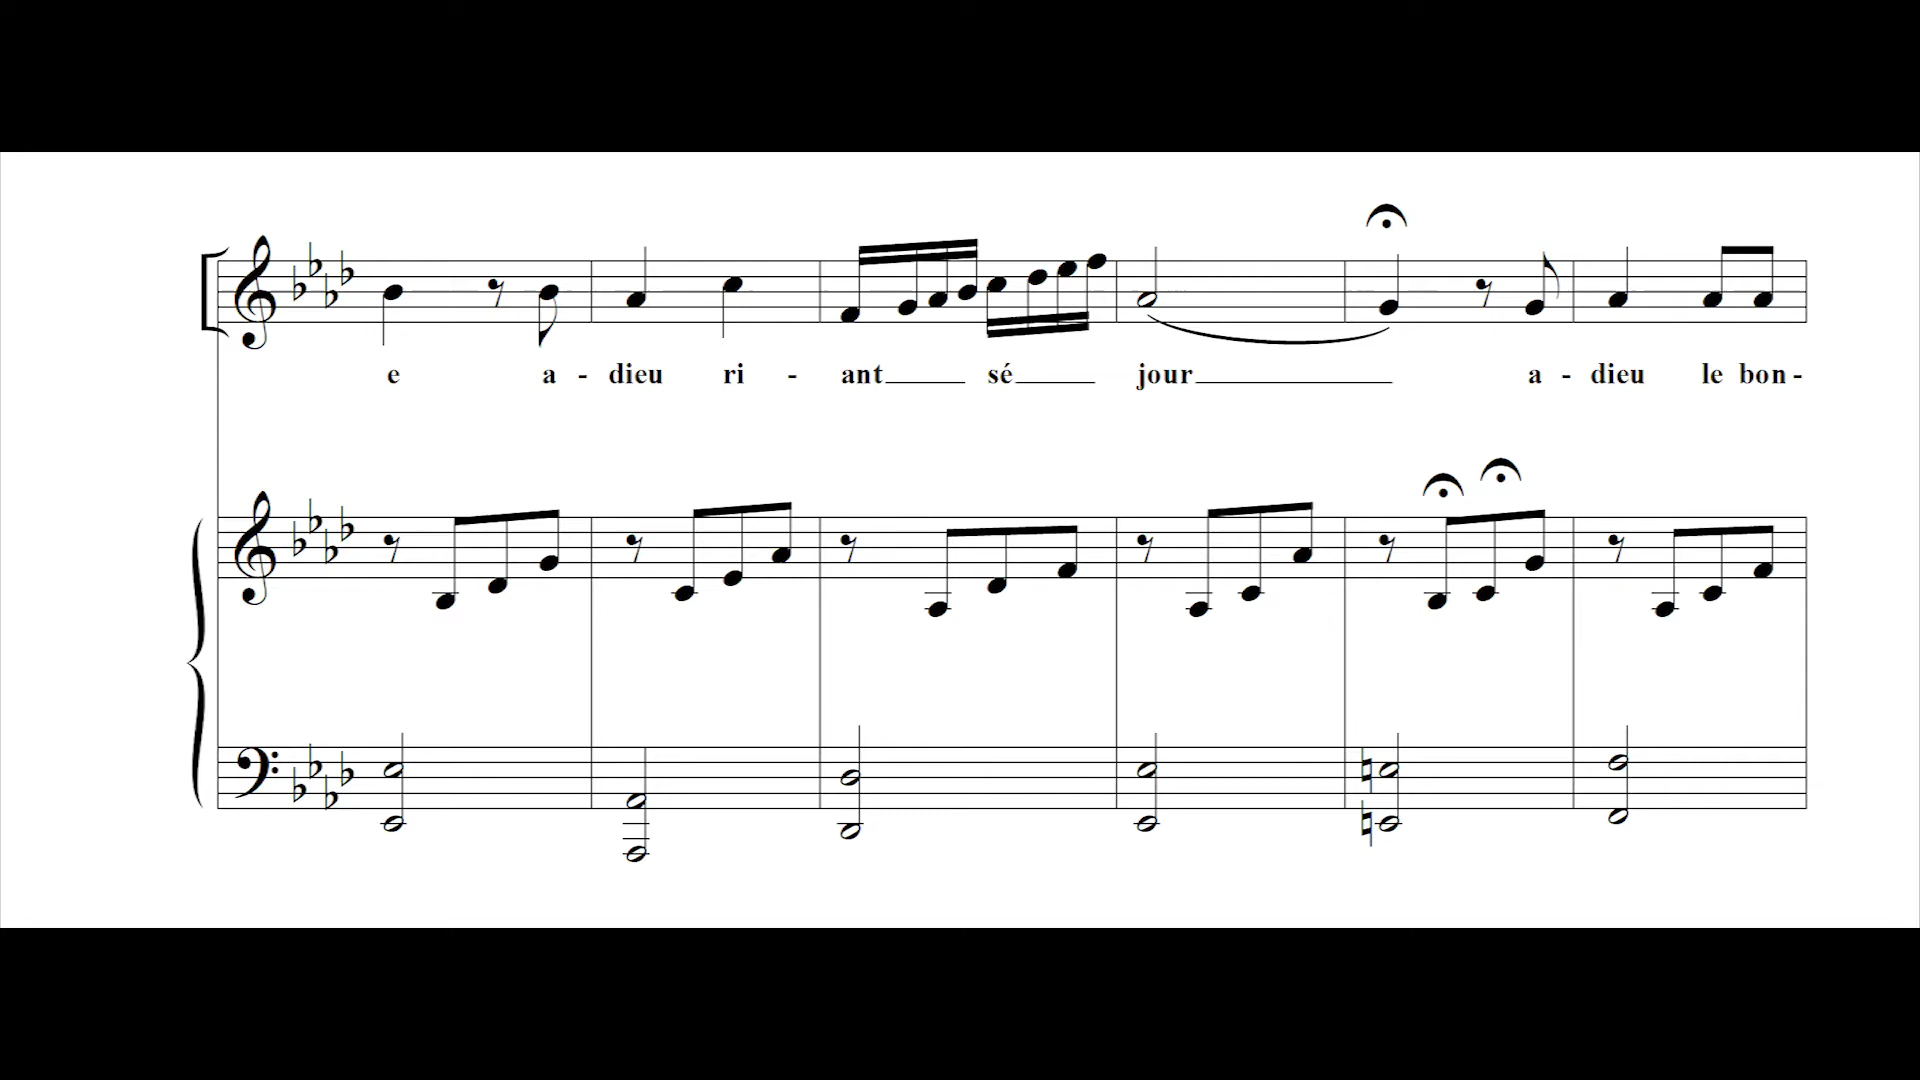 e a - dieu ri - ant sé jour a - dieu le bon -